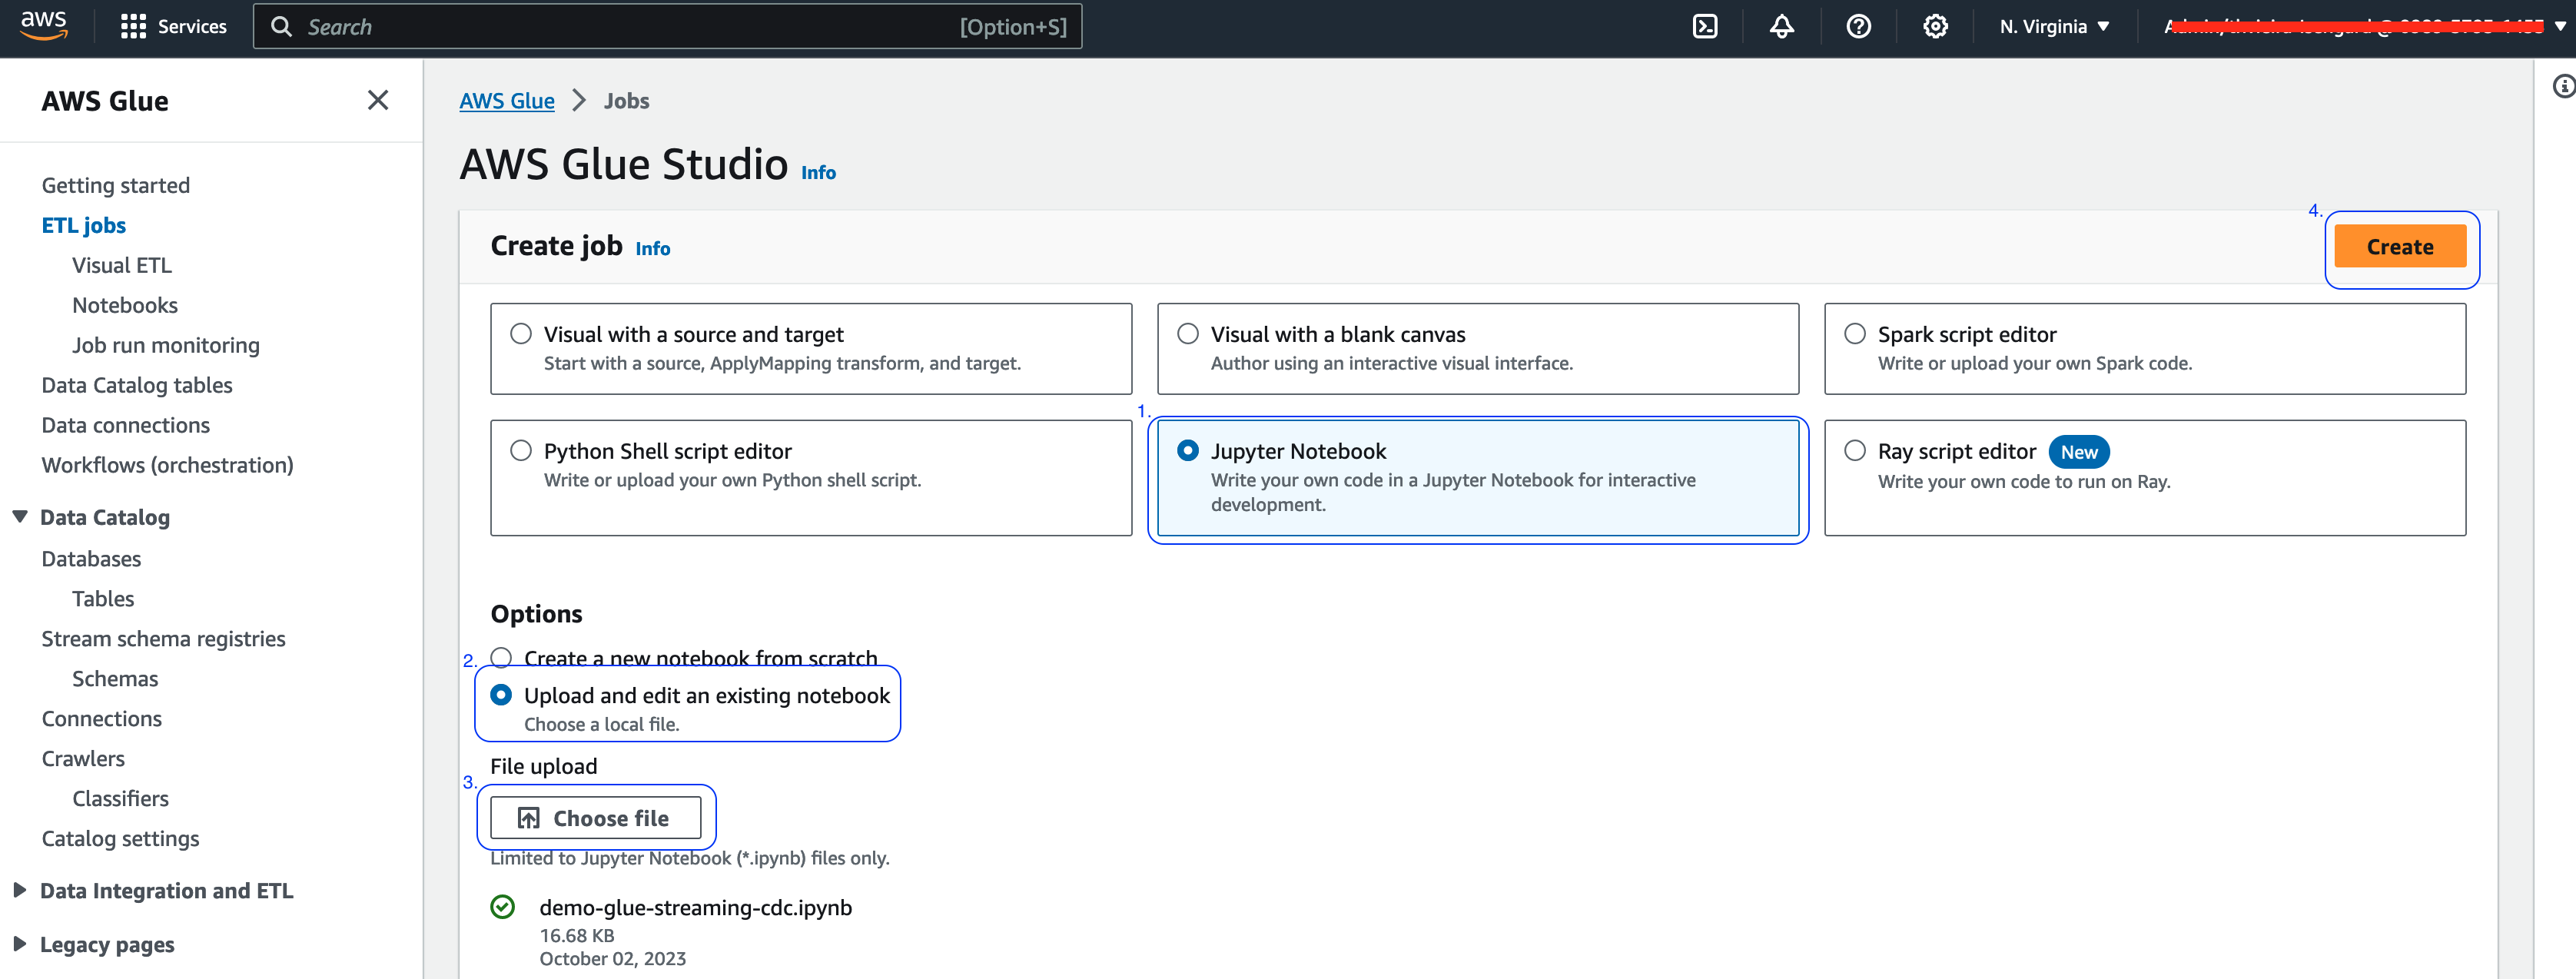 aws
Services
Search
[Option+S]
N. Virginia
AWS Glue
Getting started
ETL jobs
Visual ETL
Notebooks
Job run monitoring
Data Catalog tables
Data connections
Workflows (orchestration)
Data Catalog
Databases
Tables
Stream schema registries
Schemas
Connections
Crawlers
Classifiers
Catalog settings
Data Integration and ETL
Legacy pages
AWS Glue > Jobs
AWS Glue Studio Info
Create job Info
4.
Create
Visual with a source and target
Start with a source, ApplyMapping transform, and target.
Visual with a blank canvas
Author using an interactive visual interface.
Spark script editor
Write or upload your own Spark code.
Python Shell script editor
Write or upload your own Python shell script.
1.
Jupyter Notebook
Write your own code in a Jupyter Notebook for interactive
development.
Ray script editor New
Write your own code to run on Ray.
Options
Create a new notebook from scratch
2.
Upload and edit an existing notebook
Choose a local file.
File upload
3.
Choose file
Limited to Jupyter Notebook (*.ipynb) files only.
demo-glue-streaming-cdc.ipynb
16.68 KB
October 02, 2023